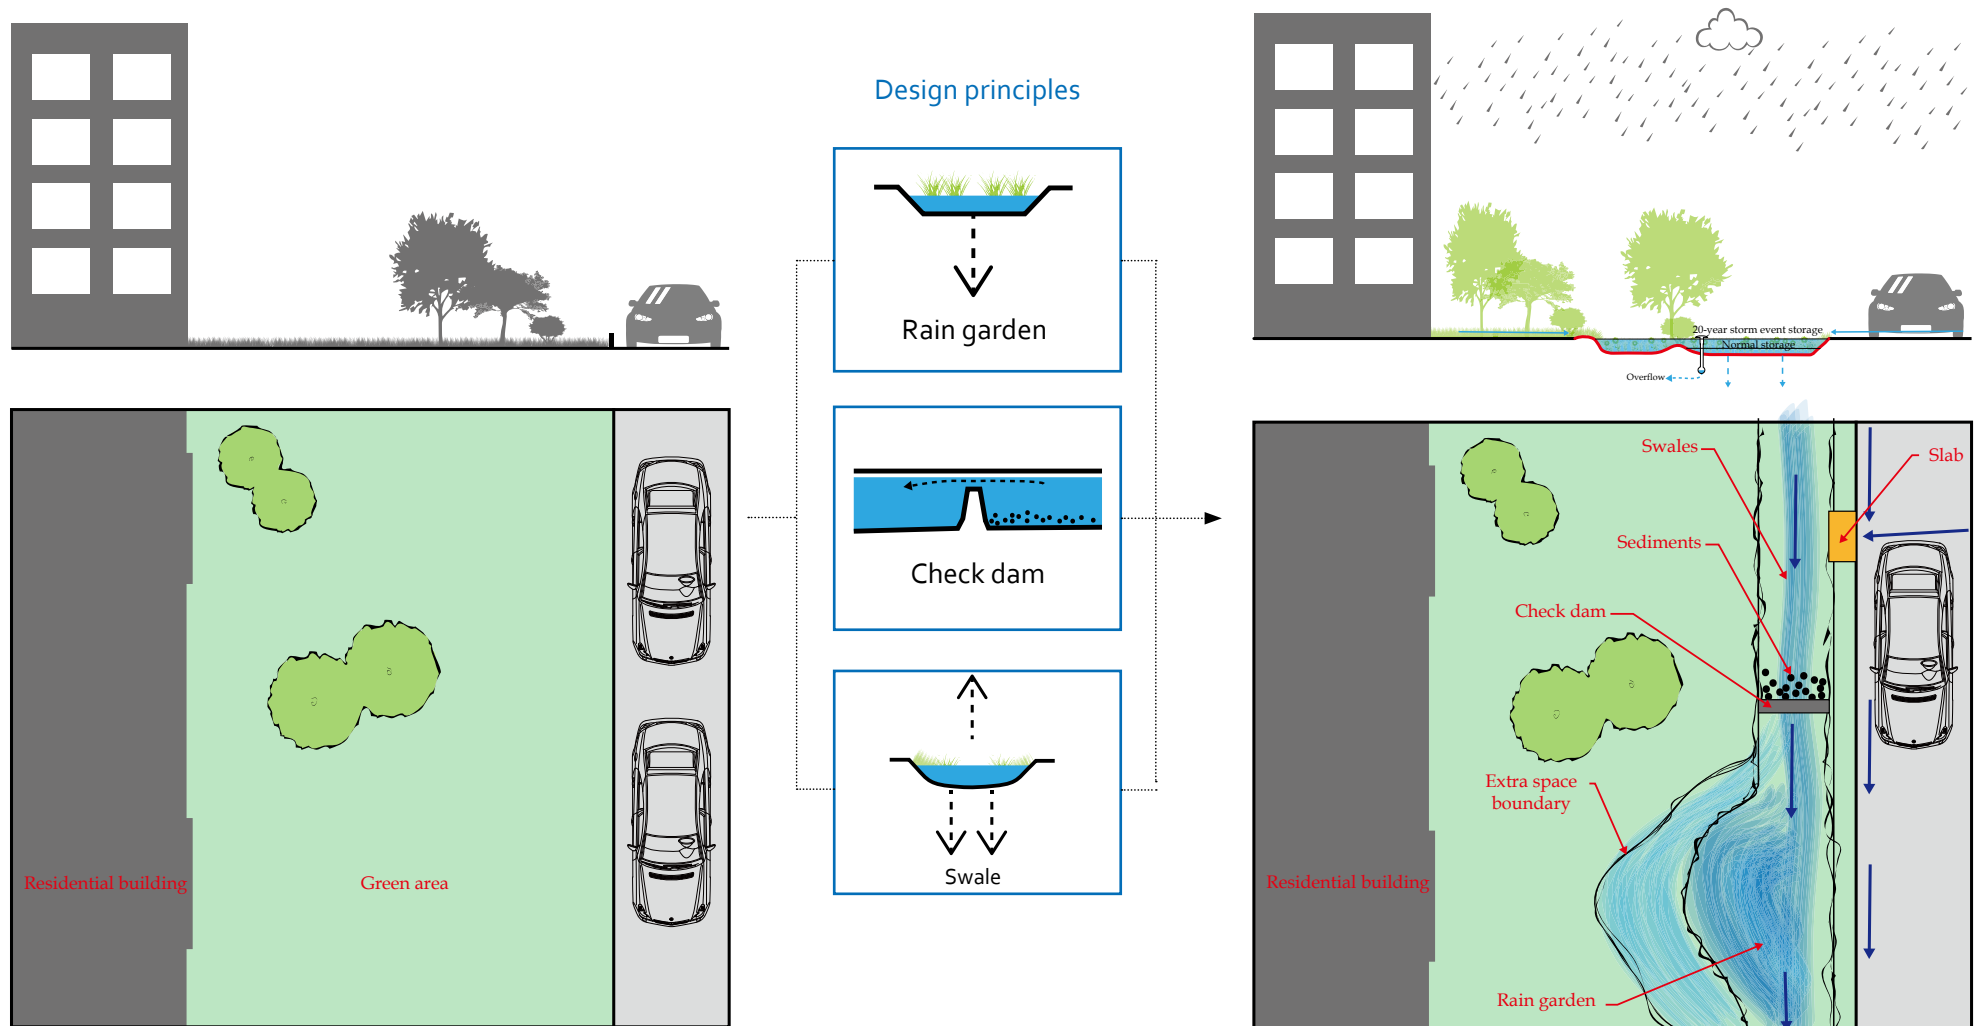 Design principles
Rain garden
Check dam
Swale
Residential building
Green area
20-year storm event storage
Normal storage
Overflow
Swales
Slab
Sediments
Check dam
Extra space
boundary
Residential building
Rain garden